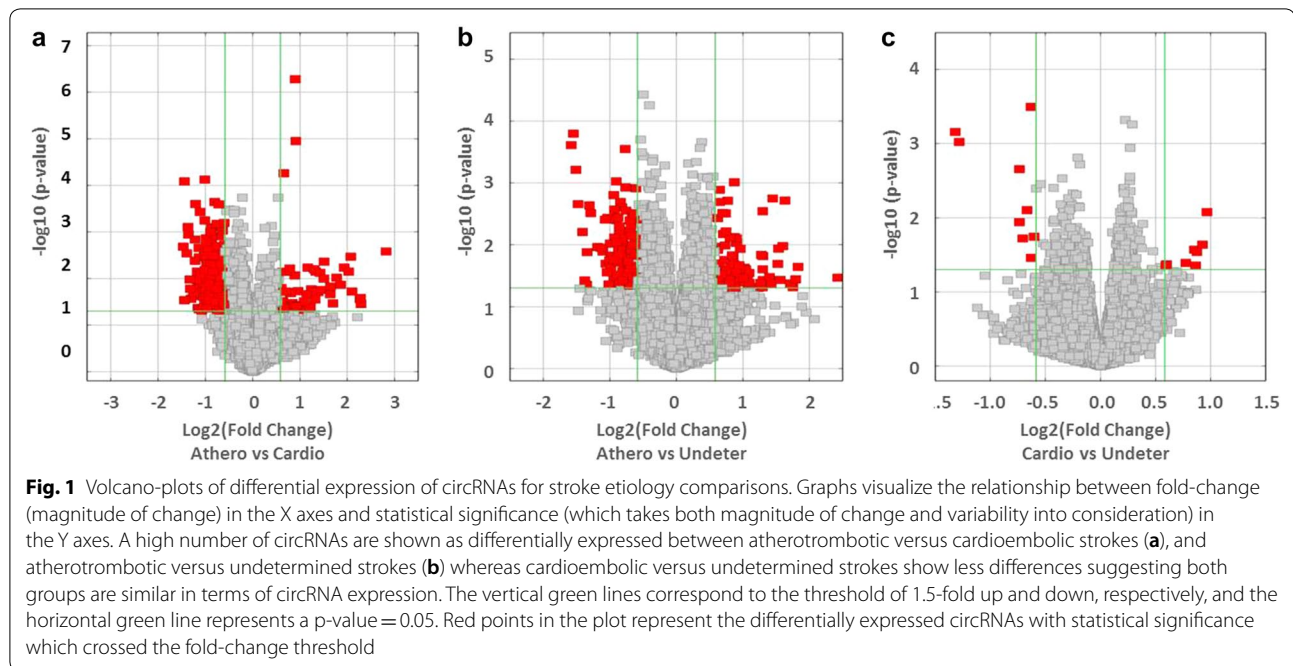 a
7
6
5
4
3
2
1
0
-log10 (p-value)
-3 -2 -1 0 1 2 3
Log2(Fold Change)
Athero vs Cardio
b
5
4
3
2
1
0
-log10 (p-value)
-2 -1 0 1 2
Log2(Fold Change)
Athero vs Undeter
c
4
3
2
1
0
-log10 (p-value)
.5 -1.0 -0.5 0.0 0.5 1.0 1.5
Log2(Fold Change)
Cardio vs Undeter
Fig. 1 Volcano-plots of differential expression of circRNAs for stroke etiology comparisons. Graphs visualize the relationship between fold-change
(magnitude of change) in the X axes and statistical significance (which takes both magnitude of change and variability into consideration) in
the Y axes. A high number of circRNAs are shown as differentially expressed between atherotrombotic versus cardioembolic strokes (a), and
atherotrombotic versus undetermined strokes (b) whereas cardioembolic versus undetermined strokes show less differences suggesting both
groups are similar in terms of circRNA expression. The vertical green lines correspond to the threshold of 1.5-fold up and down, respectively, and the
horizontal green line represents a p-value = 0.05. Red points in the plot represent the differentially expressed circRNAs with statistical significance
which crossed the fold-change threshold